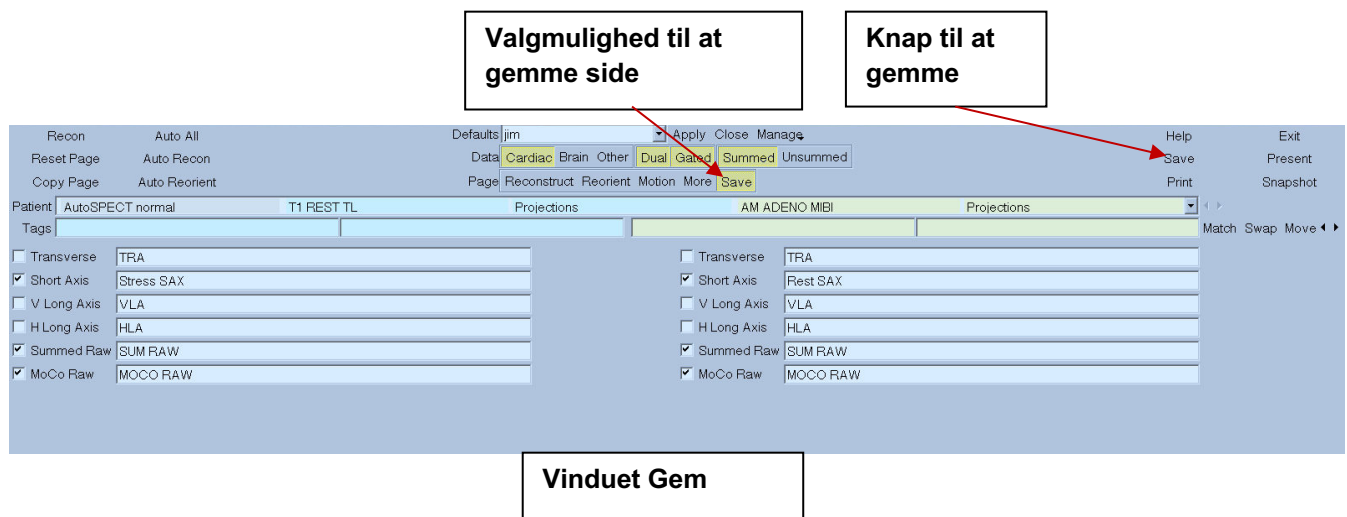 Valgmulighed til at
gemme side
Knap til at
gemme
Recon Auto All Defaults jim Apply Close Manage Help Exit
Reset Page Auto Recon Data Cardiac Brain Other Dual Gated Summed Unsummed Save Present
Copy Page Auto Reorient Page Reconstruct Reorient Motion More Save Print Snapshot
Patient AutoSPECT normal T1 REST TL Projections AM ADENO MIBI Projections
Tags Match Swap Move
Transverse TRA Transverse TRA
Short Axis Stress SAX Short Axis Rest SAX
V Long Axis VLA V Long Axis VLA
H Long Axis HLA H Long Axis HLA
Summed Raw SUM RAW Summed Raw SUM RAW
MoCo Raw MOCO RAW MoCo Raw MOCO RAW
Vinduet Gem